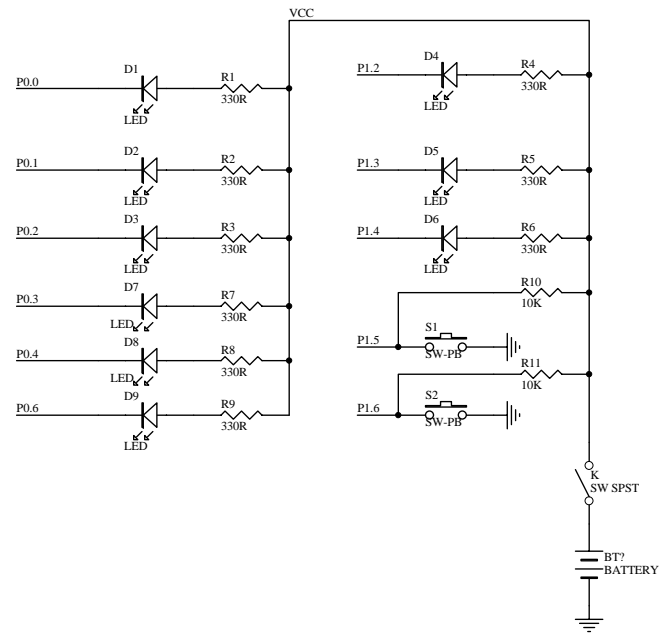 VCC
P0.0
D1
LED
R1
330R
P0.1
D2
LED
R2
330R
P0.2
D3
LED
R3
330R
P0.3
D7
LED
R7
330R
P0.4
D8
LED
R8
330R
P0.6
D9
LED
R9
330R
P1.2
D4
LED
R4
330R
P1.3
D5
LED
R5
330R
P1.4
D6
LED
R6
330R
R10
10K
P1.5
S1
SW-PB
R11
10K
P1.6
S2
SW-PB
K
SW SPST
BT?
BATTERY